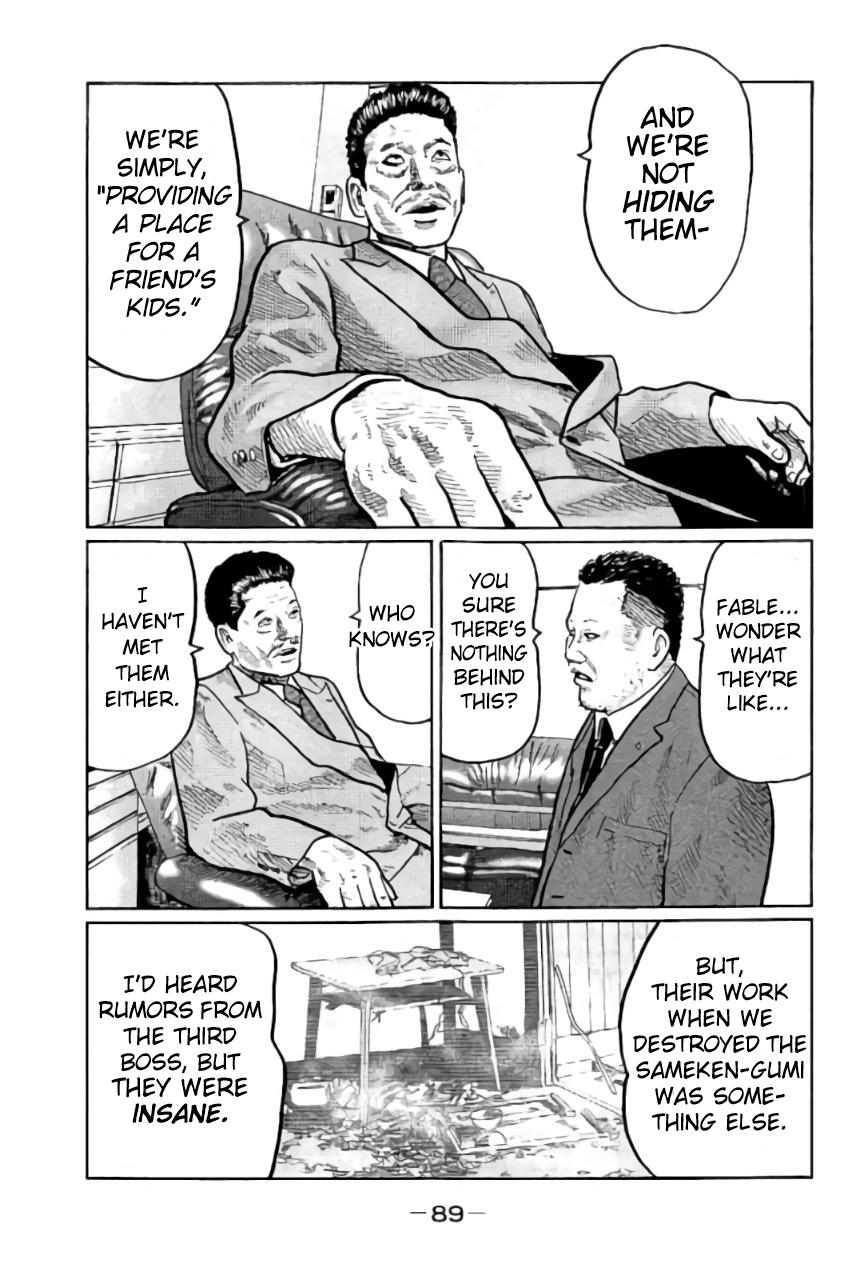 AND
WE'RE
NOT
HIDING
THEM-
WE'RE
SIMPLY,
"PROVIDING
A PLACE
FOR A
FRIEND'S
KIDS."
FABLE...
WONDER
WHAT
THEY'RE
LIKE...
YOU
SURE
THERE'S
NOTHING
BEHIND
THIS?
WHO
KNOWS?
I
HAVEN'T
MET
THEM
EITHER.
BUT,
THEIR WORK
WHEN WE
DESTROYED THE
SAMEKEN-GUMI
WAS SOME-
THING ELSE.
I'D HEARD
RUMORS FROM
THE THIRD
BOSS, BUT
THEY WERE
INSANE.
-89-